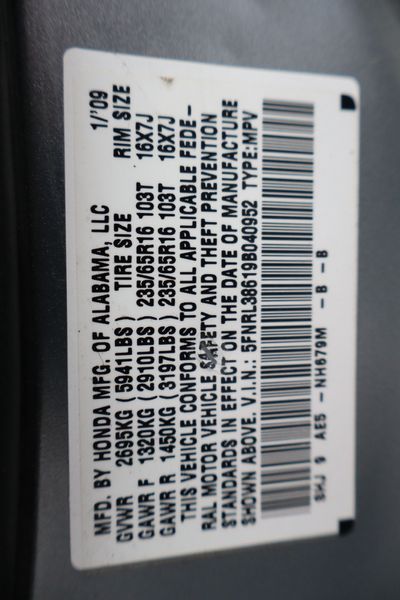 MFD. BY HONDA MFG. OF ALABAMA, LLC 1/'09
GVWR 2695KG (5941LBS) TIRE SIZE RIM SIZE
GAWR F 1320KG (2910LBS) 235/65R16 103T 16X7J
GAWR R 1450KG (3197LBS) 235/65R16 103T 16X7J
THIS VEHICLE CONFORMS TO ALL APPLICABLE FEDE-
RAL MOTOR VEHICLE SAFETY AND THEFT PREVENTION
STANDARDS IN EFFECT ON THE DATE OF MANUFACTURE
SHOWN ABOVE. V.I.N.: 5FNRL38619B040952 TYPE:MPV
SHJ 9 AE5 -NH679M -B -B